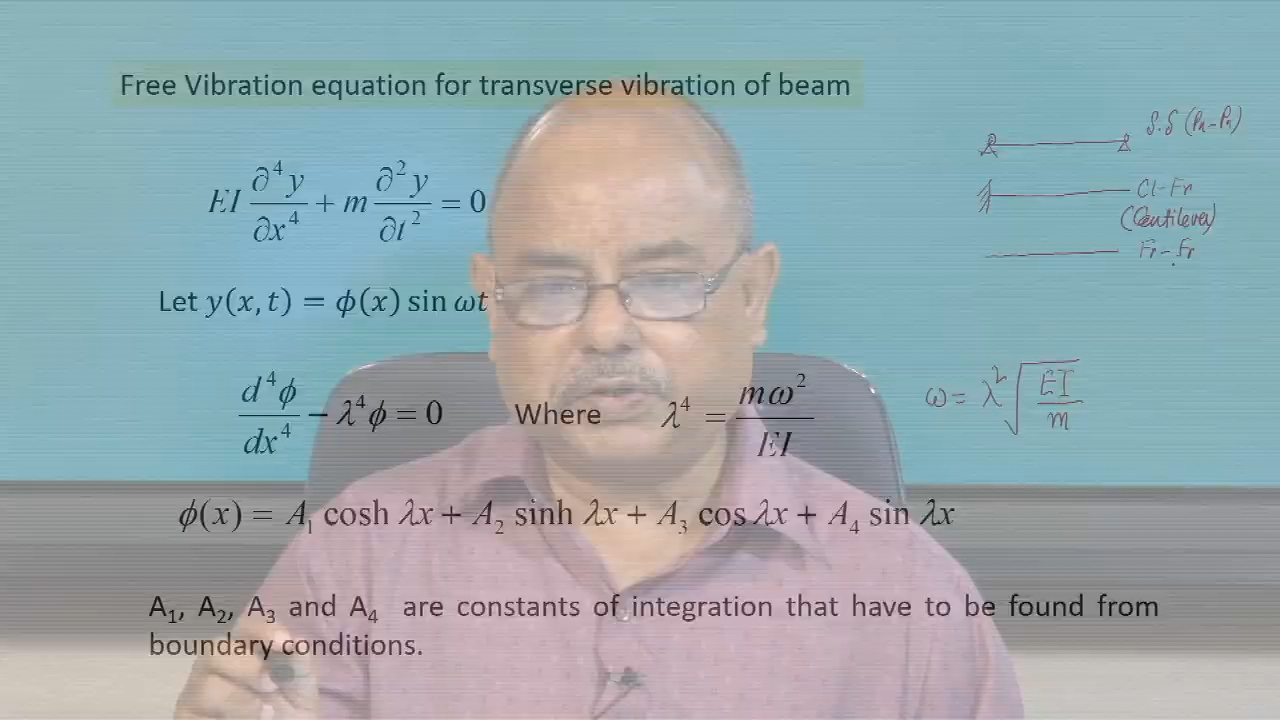 Free Vibration equation for transverse vibration of beam
S.S (Pn-Pn)
EI ∂⁴y/∂x⁴ + m ∂²y/∂t² = 0
Cl-Fr
(Cantilever)
Fr-Fr
Let y(x, t) = ϕ(x) sin ωt
d⁴ϕ/dx⁴ − λ⁴ϕ = 0 Where λ⁴ = mω²/EI
ω = λ² √(EI/m)
ϕ(x) = A₁ cosh λx + A₂ sinh λx + A₃ cos λx + A₄ sin λx
A₁, A₂, A₃ and A₄ are constants of integration that have to be found from
boundary conditions.